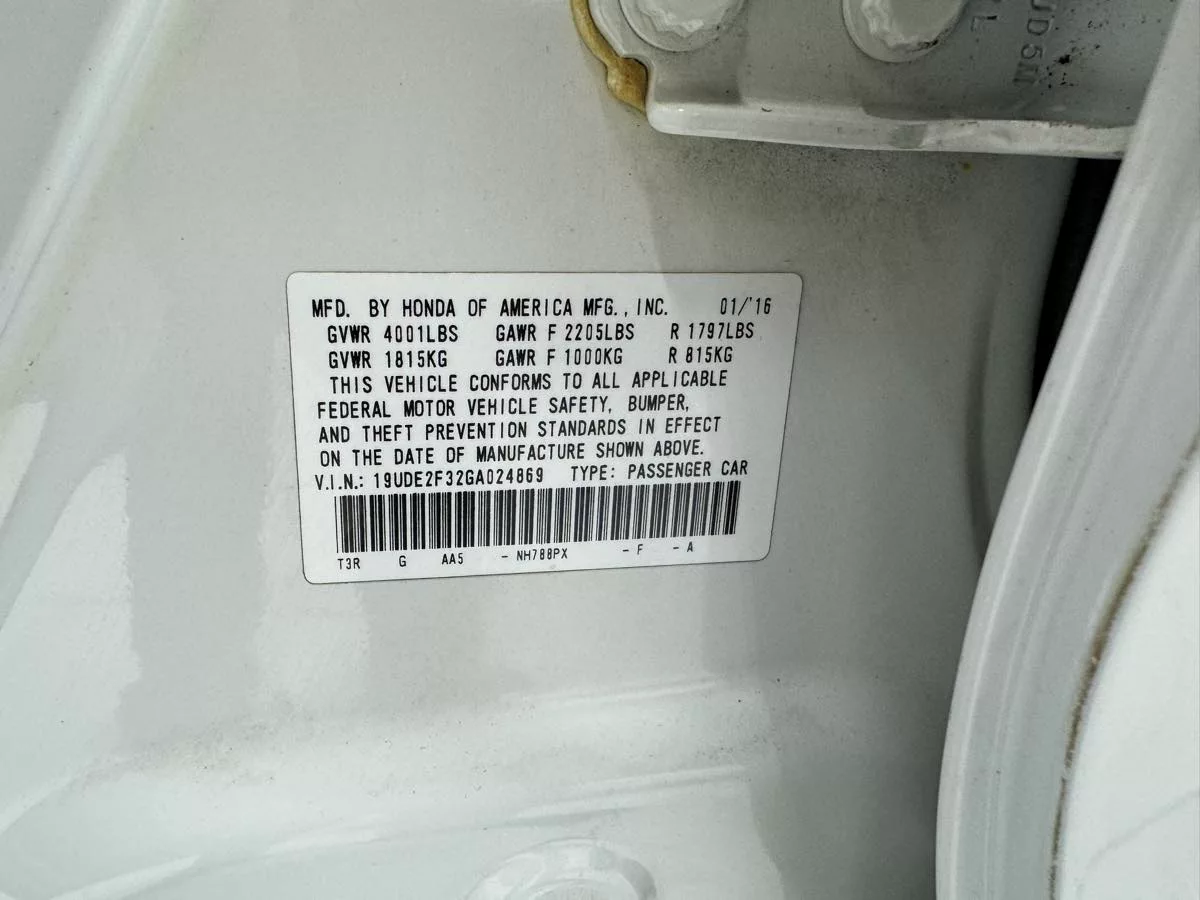 UD5N
MFD. BY HONDA OF AMERICA MFG., INC. 01/'16
GVWR 4001LBS GAWR F 2205LBS R 1797LBS
GVWR 1815KG GAWR F 1000KG R 815KG
THIS VEHICLE CONFORMS TO ALL APPLICABLE
FEDERAL MOTOR VEHICLE SAFETY, BUMPER,
AND THEFT PREVENTION STANDARDS IN EFFECT
ON THE DATE OF MANUFACTURE SHOWN ABOVE.
V.I.N.: 19UDE2F32GA024869 TYPE: PASSENGER CAR
T3R G AA5 - NH788PX - F - A